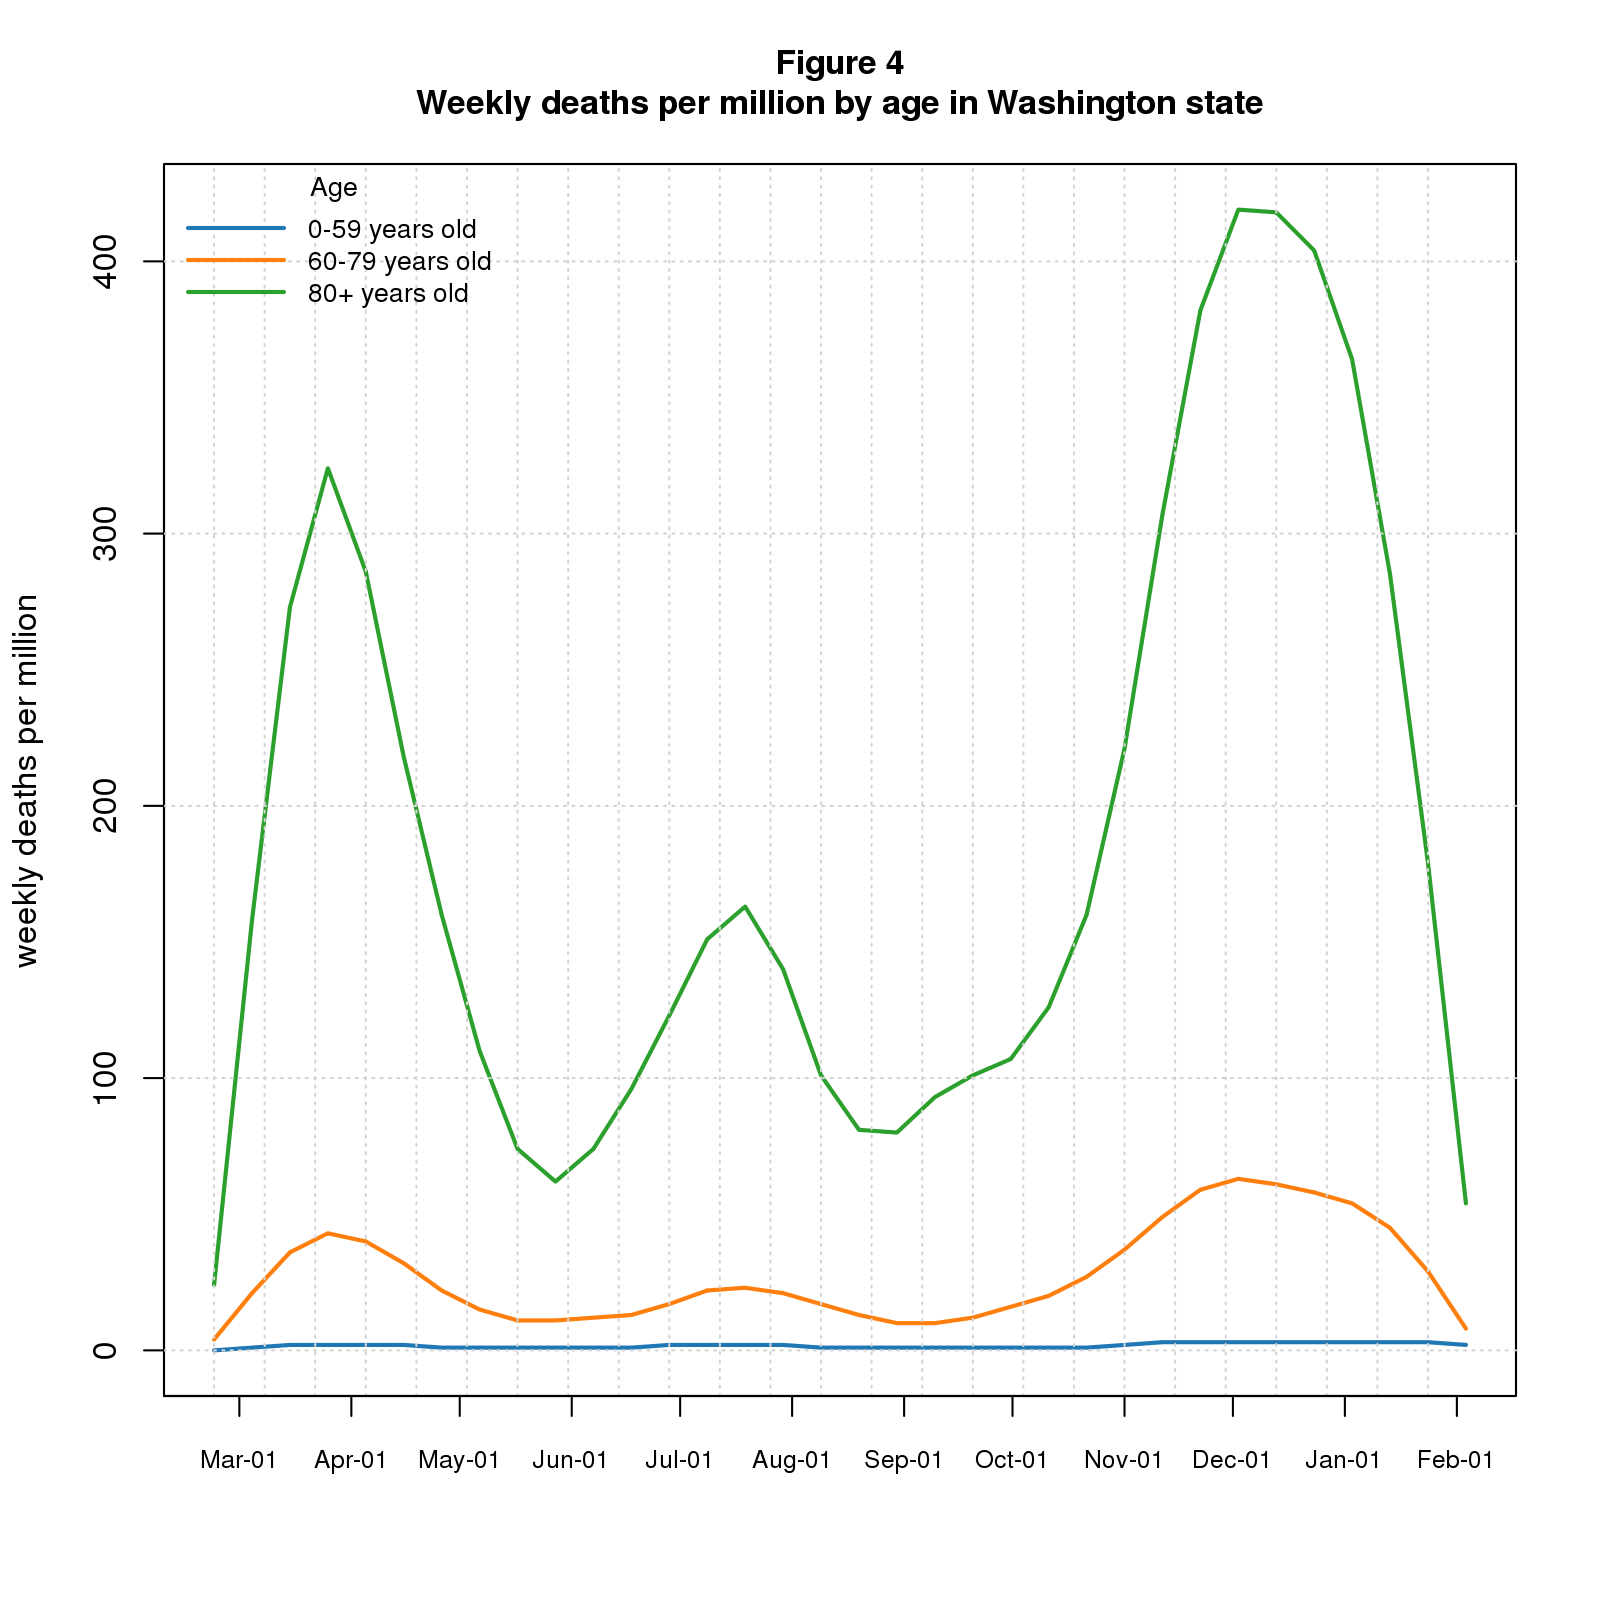 Figure 4
Weekly deaths per million by age in Washington state
Age
0-59 years old
60-79 years old
80+ years old
weekly deaths per million
400
300
200
100
0
Mar-01 Apr-01 May-01 Jun-01 Jul-01 Aug-01 Sep-01 Oct-01 Nov-01 Dec-01 Jan-01 Feb-01